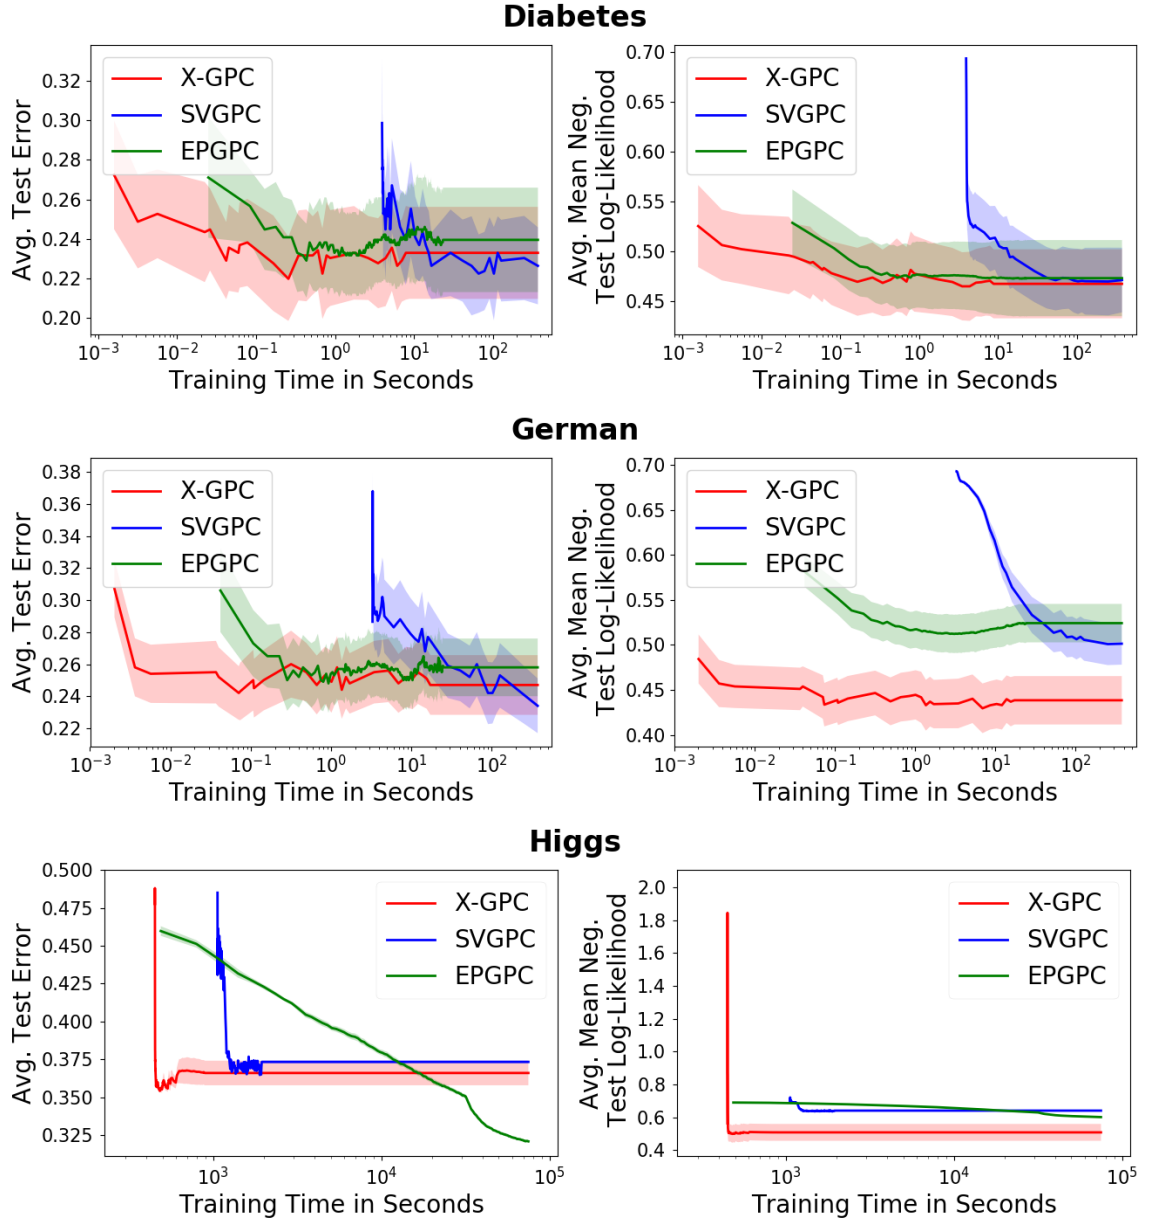 Diabetes
Avg. Test Error
0.32
0.30
0.28
0.26
0.24
0.22
0.20
X-GPC
SVGPC
EPGPC
10⁻³
10⁻²
10⁻¹
10⁰
10¹
10²
Training Time in Seconds
Avg. Mean Neg.
Test Log-Likelihood
0.70
0.65
0.60
0.55
0.50
0.45
X-GPC
SVGPC
EPGPC
10⁻³
10⁻²
10⁻¹
10⁰
10¹
10²
Training Time in Seconds
German
Avg. Test Error
0.38
0.36
0.34
0.32
0.30
0.28
0.26
0.24
0.22
X-GPC
SVGPC
EPGPC
10⁻³
10⁻²
10⁻¹
10⁰
10¹
10²
Training Time in Seconds
Avg. Mean Neg.
Test Log-Likelihood
0.70
0.65
0.60
0.55
0.50
0.45
0.40
X-GPC
SVGPC
EPGPC
10⁻³
10⁻²
10⁻¹
10⁰
10¹
10²
Training Time in Seconds
Higgs
Avg. Test Error
0.500
0.475
0.450
0.425
0.400
0.375
0.350
0.325
X-GPC
SVGPC
EPGPC
10³
10⁴
10⁵
Training Time in Seconds
Avg. Mean Neg.
Test Log-Likelihood
2.0
1.8
1.6
1.4
1.2
1.0
0.8
0.6
0.4
X-GPC
SVGPC
EPGPC
10³
10⁴
10⁵
Training Time in Seconds